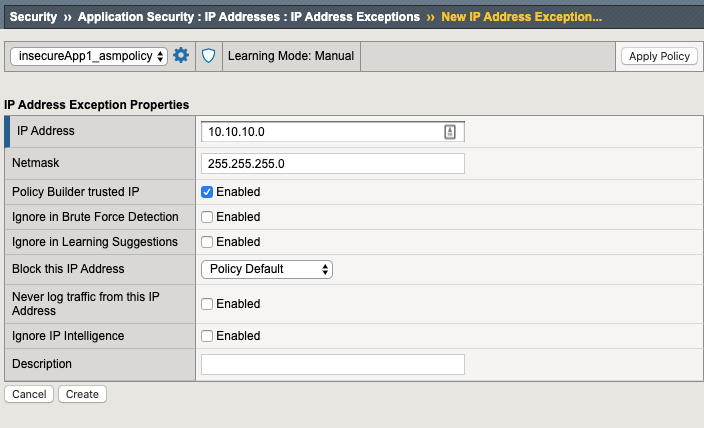 Security ›› Application Security : IP Addresses : IP Address Exceptions ›› New IP Address Exception...
insecureApp1_asmpolicy Learning Mode: Manual Apply Policy
IP Address Exception Properties
IP Address 10.10.10.0
Netmask 255.255.255.0
Policy Builder trusted IP Enabled
Ignore in Brute Force Detection Enabled
Ignore in Learning Suggestions Enabled
Block this IP Address Policy Default
Never log traffic from this IP
Address Enabled
Ignore IP Intelligence Enabled
Description
Cancel Create